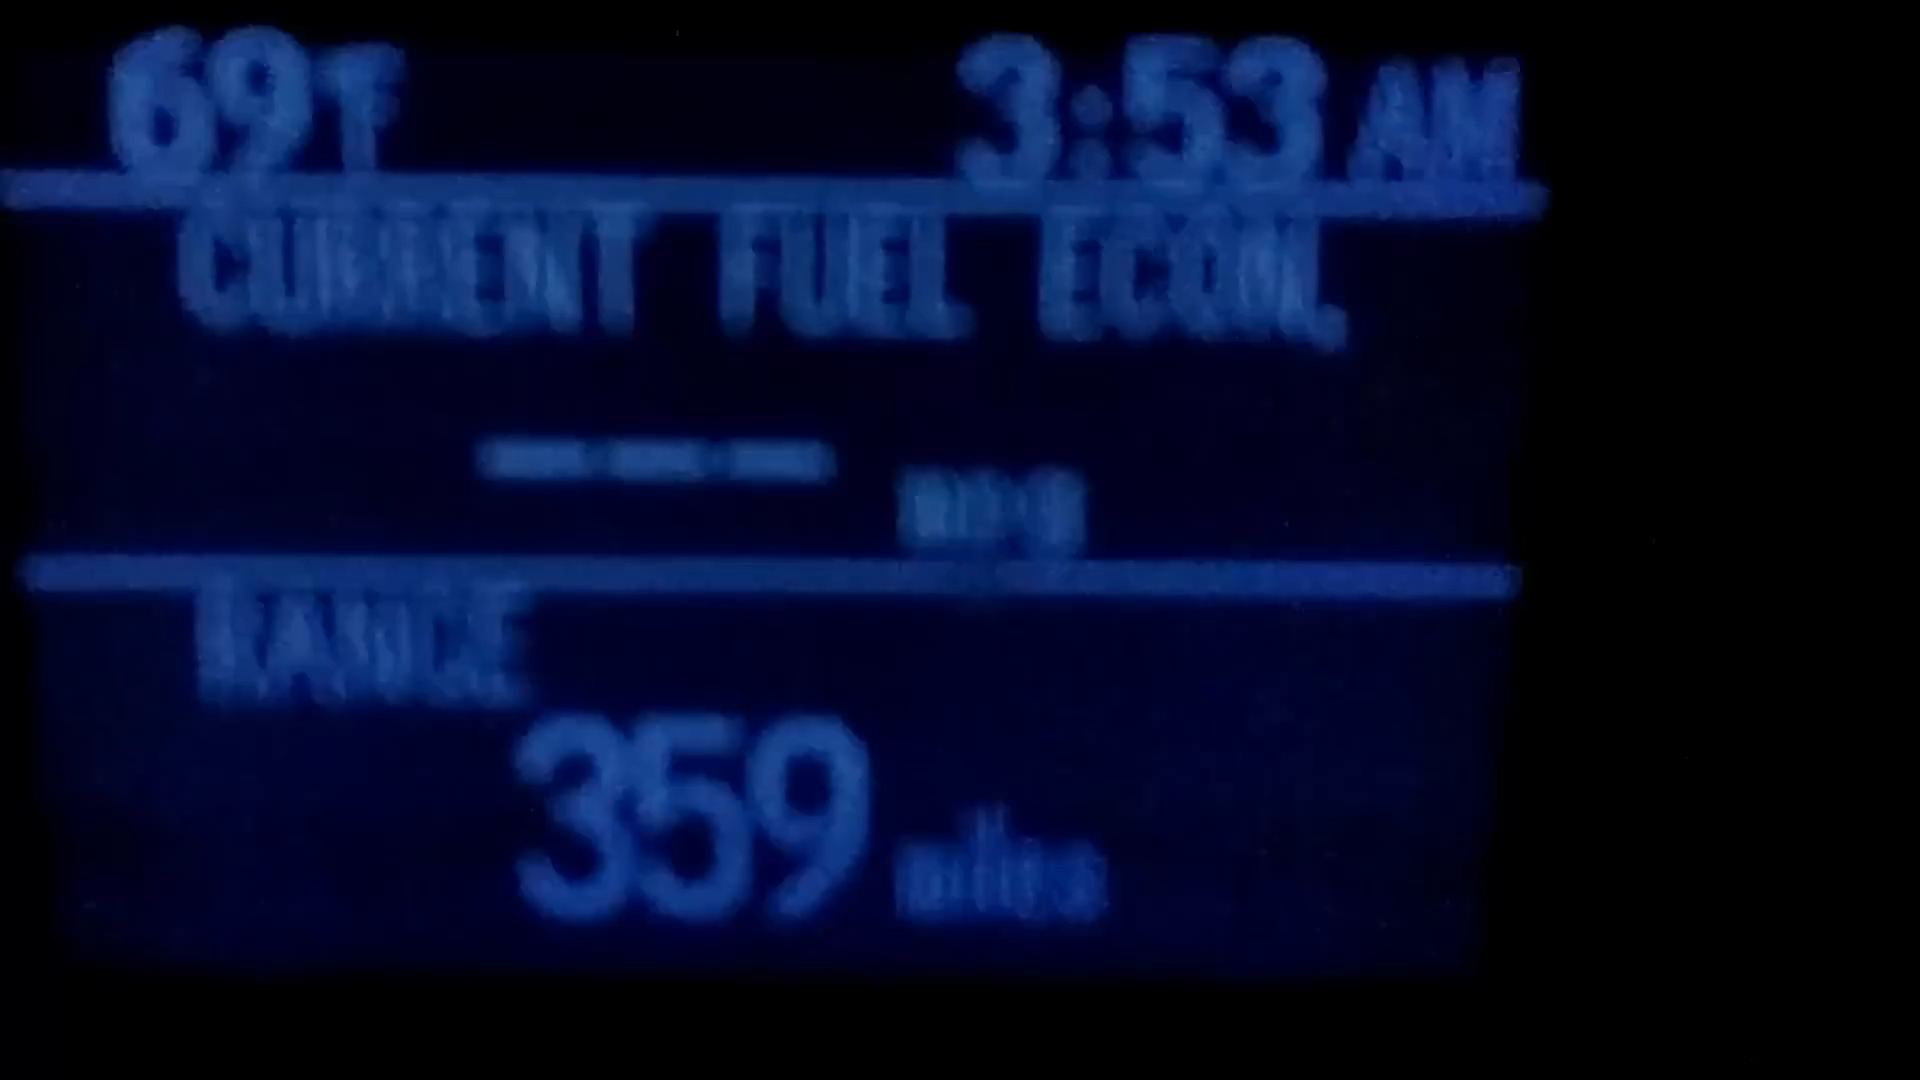 69°F 3:53 AM
CURRENT FUEL ECON.
--- mpg
RANGE
359 miles